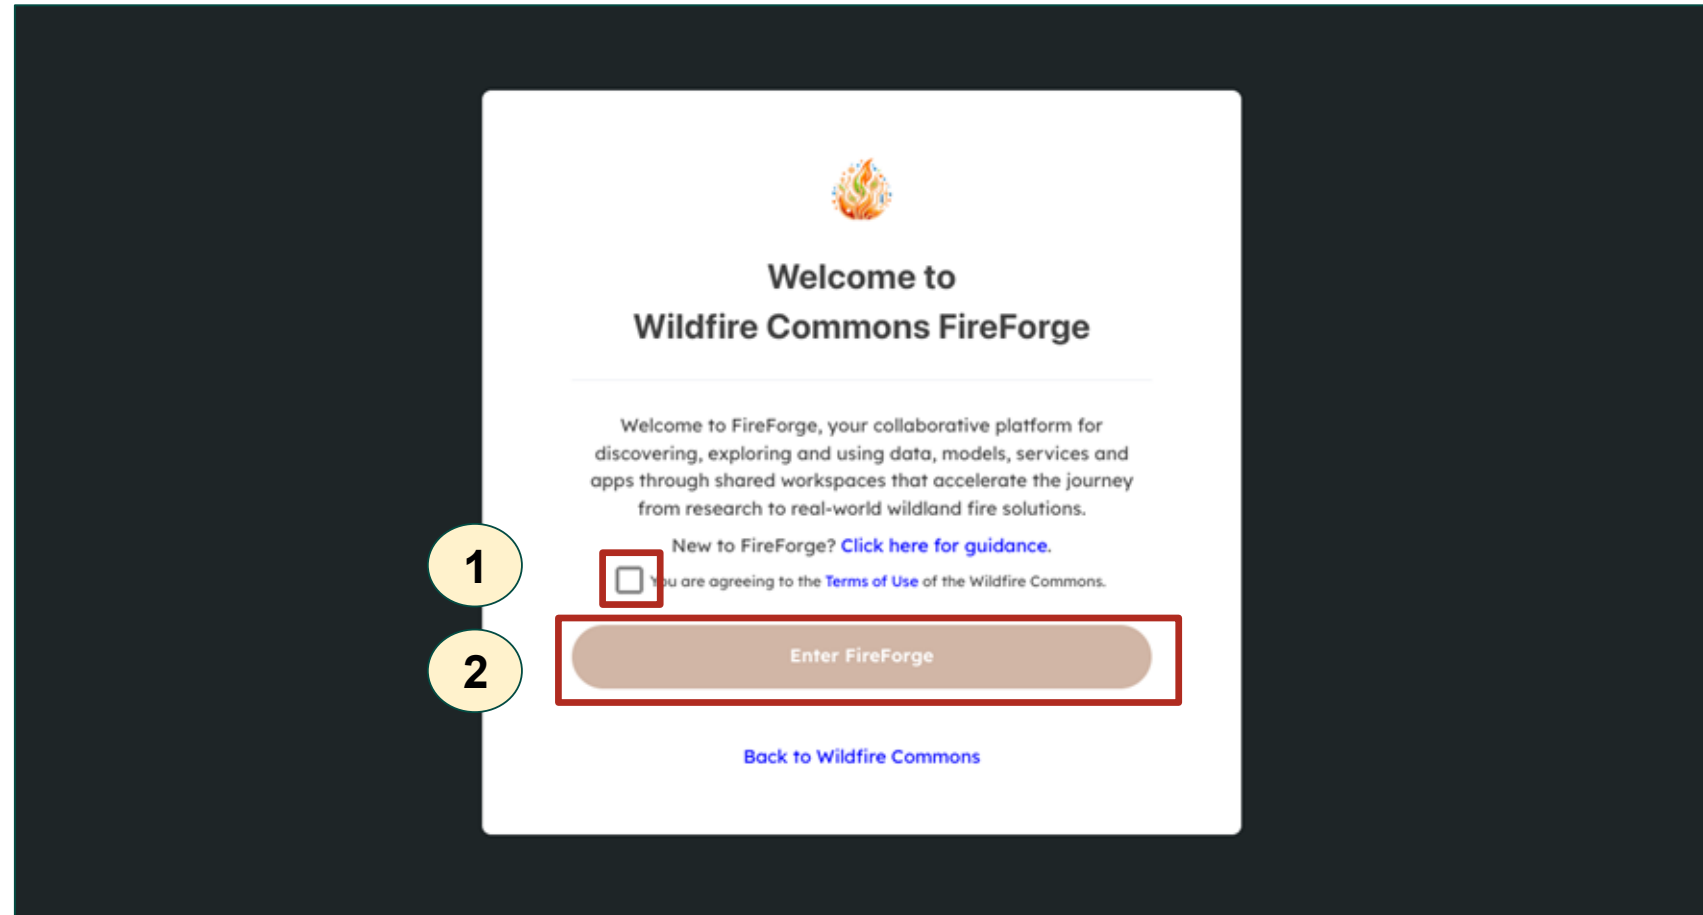 Welcome to
Wildfire Commons FireForge
Welcome to FireForge, your collaborative platform for
discovering, exploring and using data, models, services and
apps through shared workspaces that accelerate the journey
from research to real-world wildland fire solutions.
New to FireForge? Click here for guidance.
1
You are agreeing to the Terms of Use of the Wildfire Commons.
2
Enter FireForge
Back to Wildfire Commons